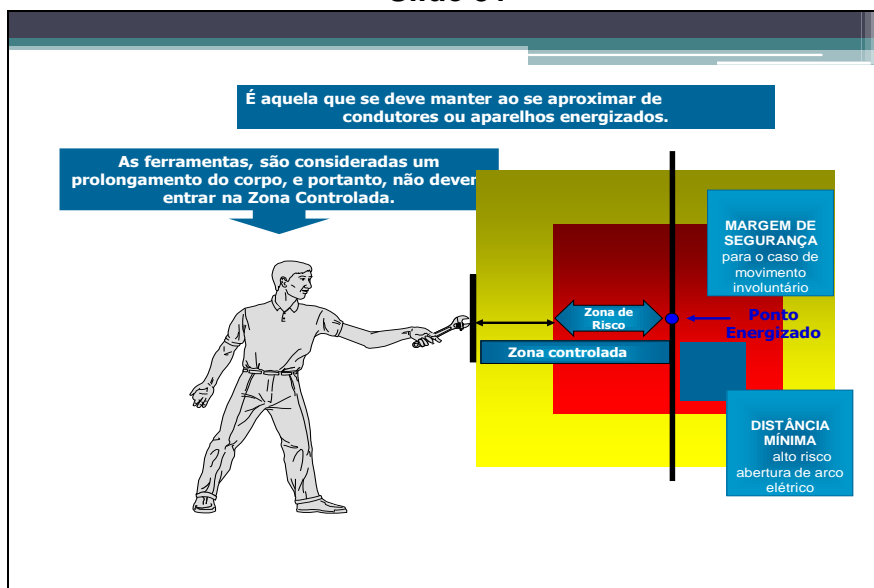 É aquela que se deve manter ao se aproximar de
condutores ou aparelhos energizados.
As ferramentas, são consideradas um
prolongamento do corpo, e portanto, não devem
entrar na Zona Controlada.
MARGEM DE
SEGURANÇA
para o caso de
movimento
involuntário
Zona de
Risco
Ponto
Energizado
Zona controlada
DISTÂNCIA
MÍNIMA
alto risco
abertura de arco
elétrico